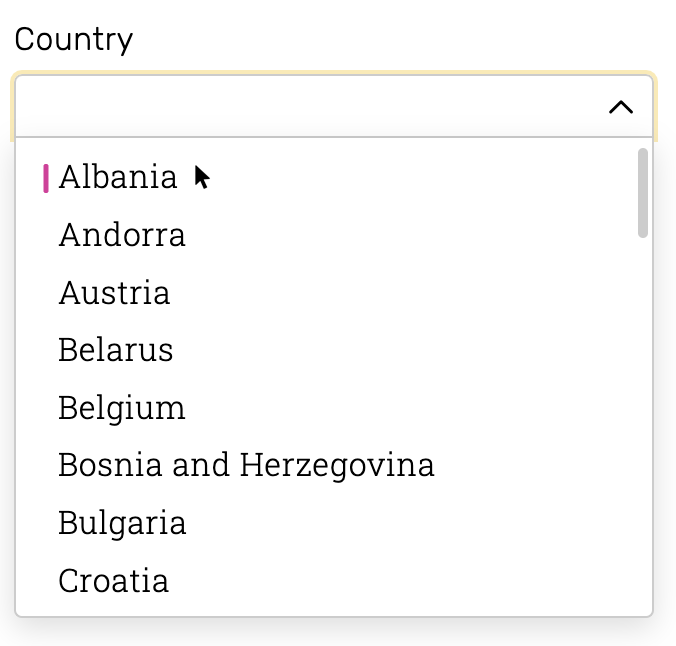 Country
Albania
Andorra
Austria
Belarus
Belgium
Bosnia and Herzegovina
Bulgaria
Croatia